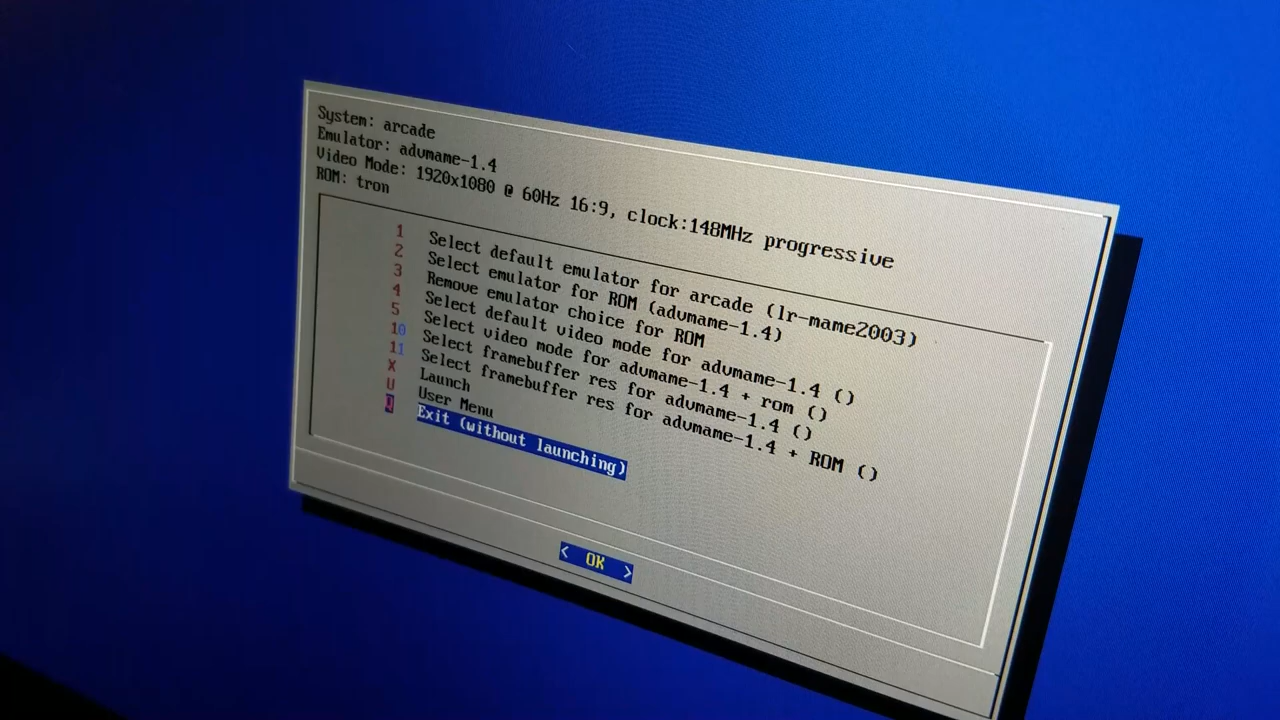 System: arcade
Emulator: advmame-1.4
Video Mode: 1920x1080 @ 60Hz 16:9, clock:148MHz progressive
ROM: tron
1 Select default emulator for arcade (lr-mame2003)
2 Select emulator for ROM (advmame-1.4)
3 Remove emulator choice for ROM
4 Select default video mode for advmame-1.4 ()
5 Select video mode for advmame-1.4 + rom ()
10 Select framebuffer res for advmame-1.4 ()
11 Select framebuffer res for advmame-1.4 + ROM ()
X Launch
U User Menu
Q Exit (without launching)
< OK >